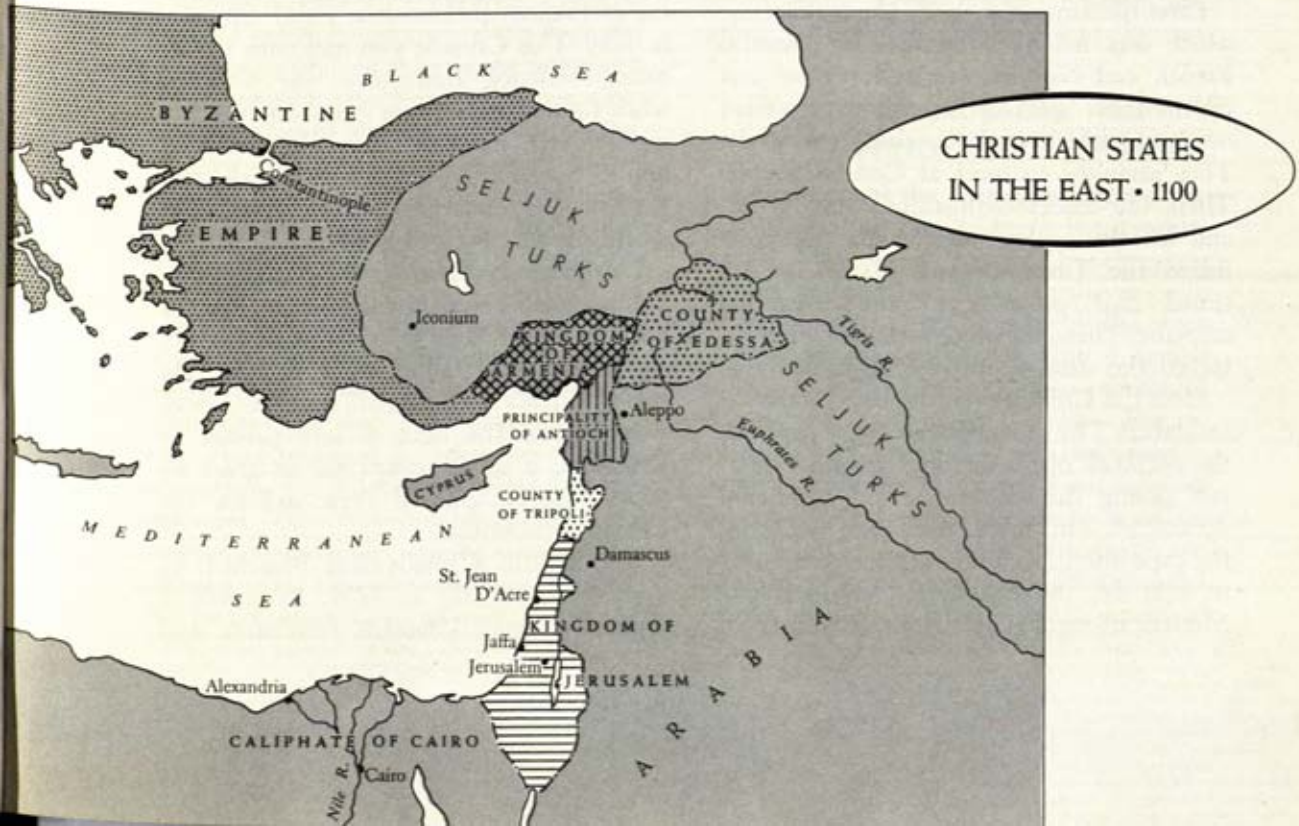 CHRISTIAN STATES
IN THE EAST • 1100
BLACK SEA
BYZANTINE
EMPIRE
Constantinople
SELJUK
TURKS
Iconium
KINGDOM
OF
ARMENIA
COUNTY
OF EDESSA
Tigris R.
SELJUK
TURKS
Euphrates R.
Aleppo
PRINCIPALITY
OF ANTIOCH
CYPRUS
COUNTY
OF TRIPOLI
MEDITERRANEAN
SEA
Damascus
St. Jean
D'Acre
KINGDOM OF
JERUSALEM
Jaffa
Jerusalem
ARABIA
Alexandria
CALIPHATE OF CAIRO
Cairo
Nile R.